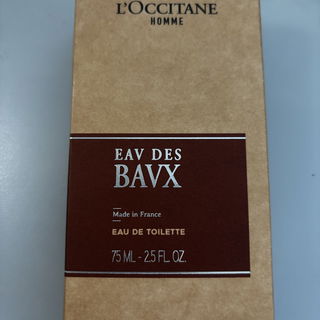 L'OCCITANE
HOMME
EAV DES
BAVX
Made in France
EAU DE TOILETTE
75 ML - 2.5 FL. OZ.